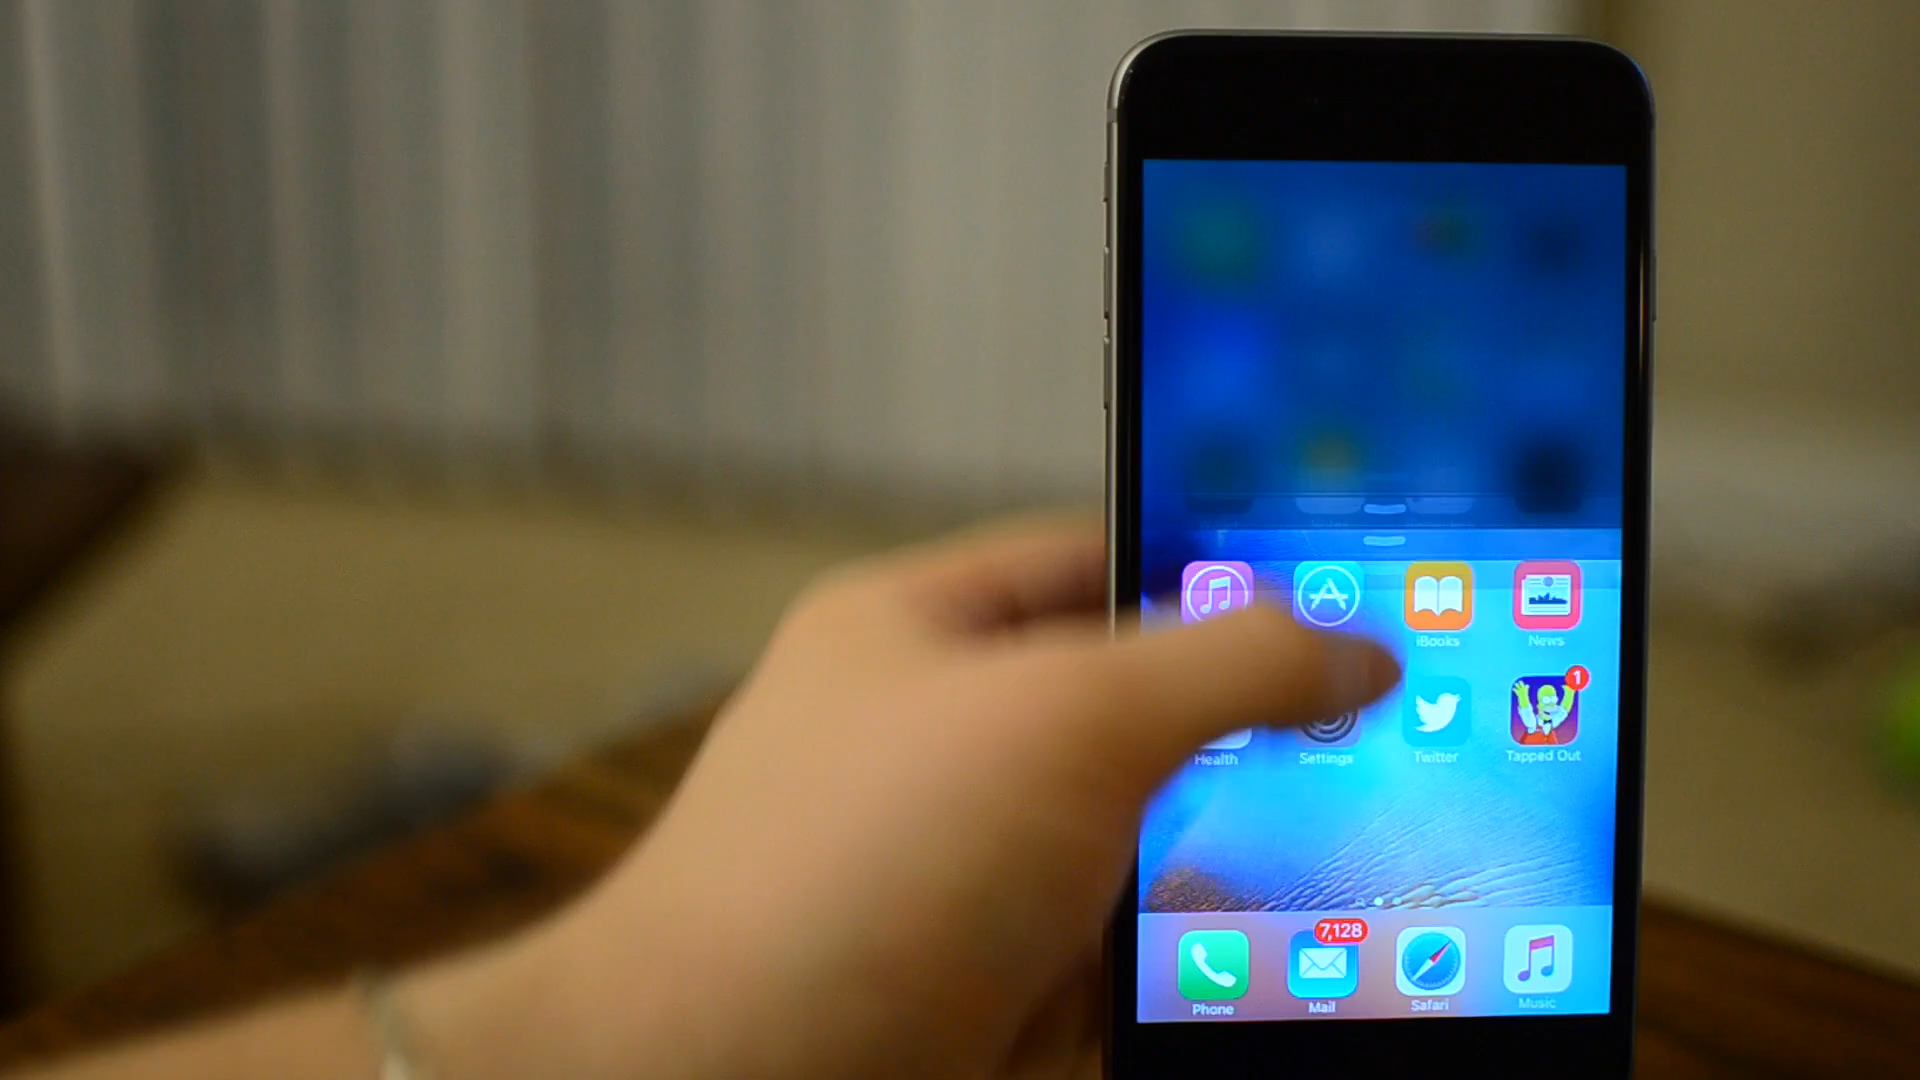 iBooks News
1
Health Settings Twitter Tapped Out
7,128
Phone Mail Safari Music